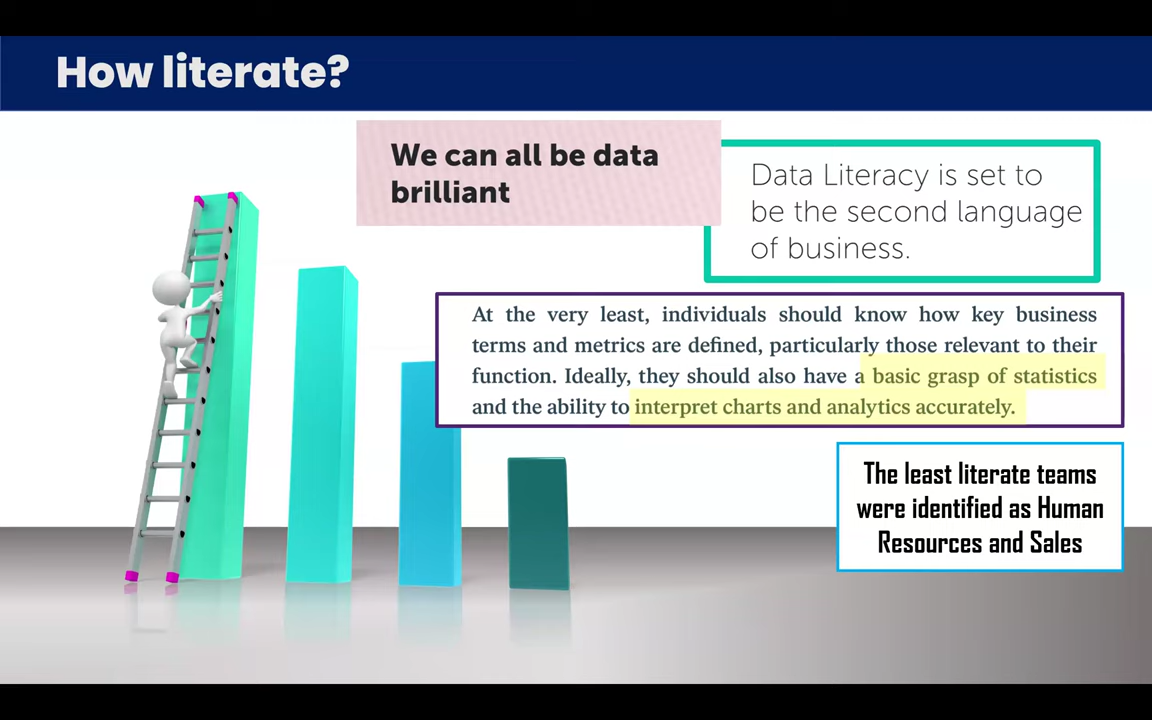 How literate?
We can all be data
brilliant
Data Literacy is set to
be the second language
of business.
At the very least, individuals should know how key business
terms and metrics are defined, particularly those relevant to their
function. Ideally, they should also have a basic grasp of statistics
and the ability to interpret charts and analytics accurately.
The least literate teams
were identified as Human
Resources and Sales